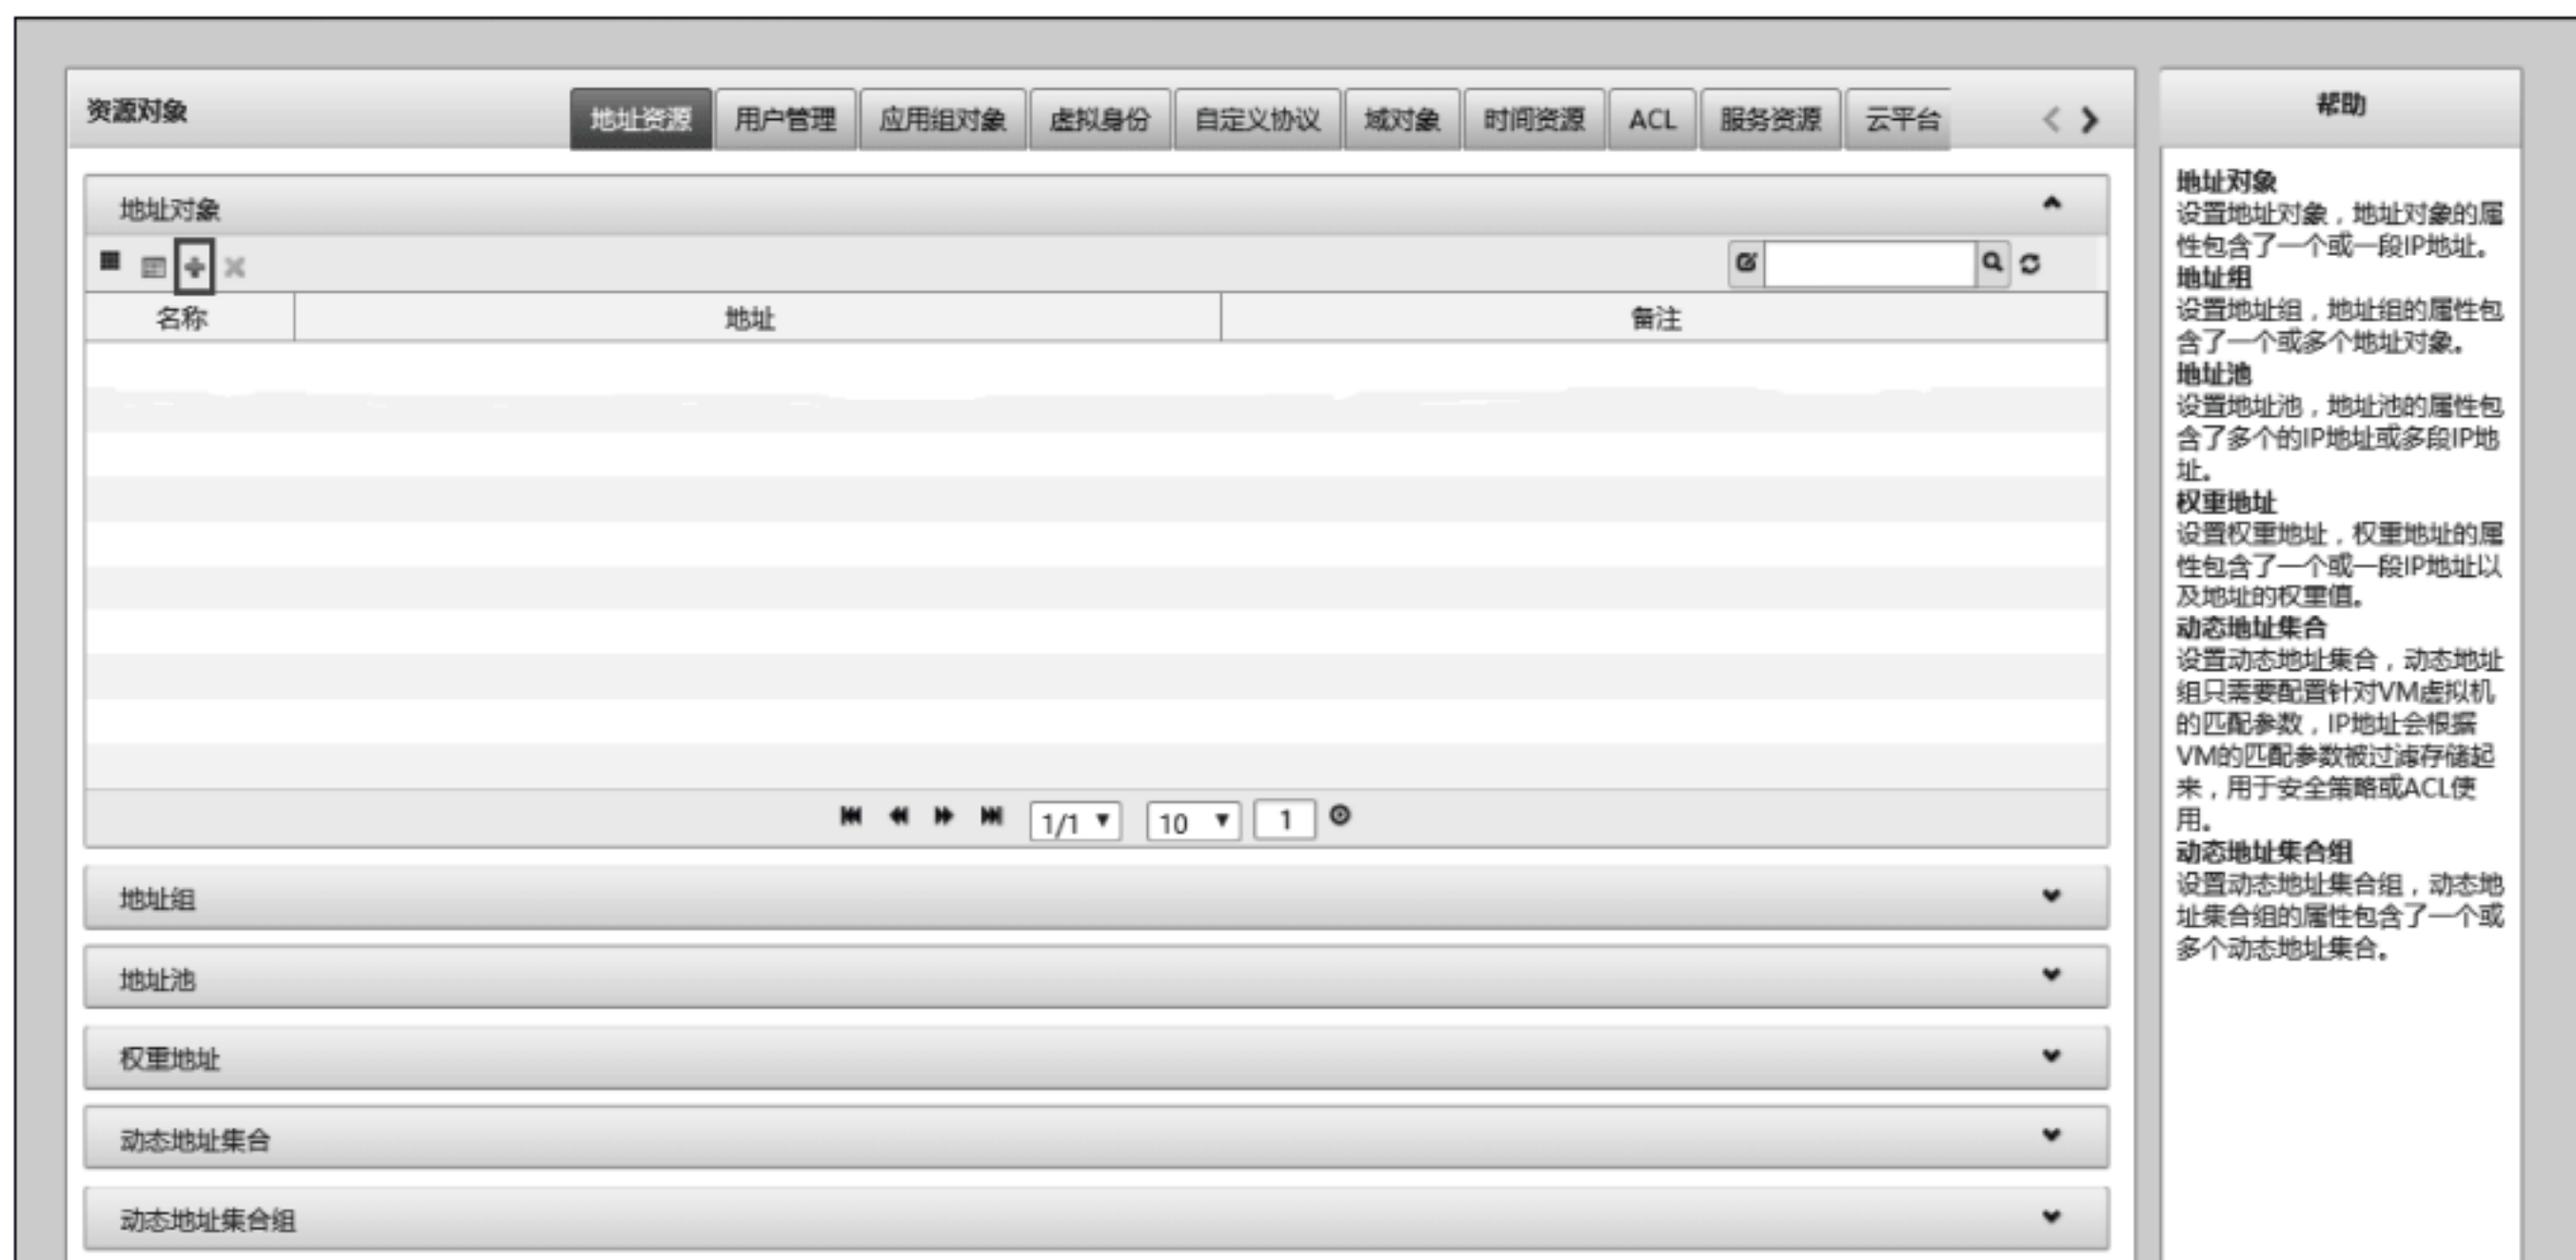 资源对象
地址资源 用户管理 应用组对象 虚拟身份 自定义协议 域对象 时间资源 ACL 服务资源 云平台
地址对象
名称 地址 备注
1/1 10 1
地址组
地址池
权重地址
动态地址集合
动态地址集合组
帮助
地址对象
设置地址对象，地址对象的属
性包含了一个或一段IP地址。
地址组
设置地址组，地址组的属性包
含了一个或多个地址对象。
地址池
设置地址池，地址池的属性包
含了多个的IP地址或多段IP地
址。
权重地址
设置权重地址，权重地址的属
性包含了一个或一段IP地址以
及地址的权重值。
动态地址集合
设置动态地址集合，动态地址
组只需要配置针对VM虚拟机
的匹配参数，IP地址会根据
VM的匹配参数被过滤存储起
来，用于安全策略或ACL使
用。
动态地址集合组
设置动态地址集合组，动态地
址集合组的属性包含了一个或
多个动态地址集合。